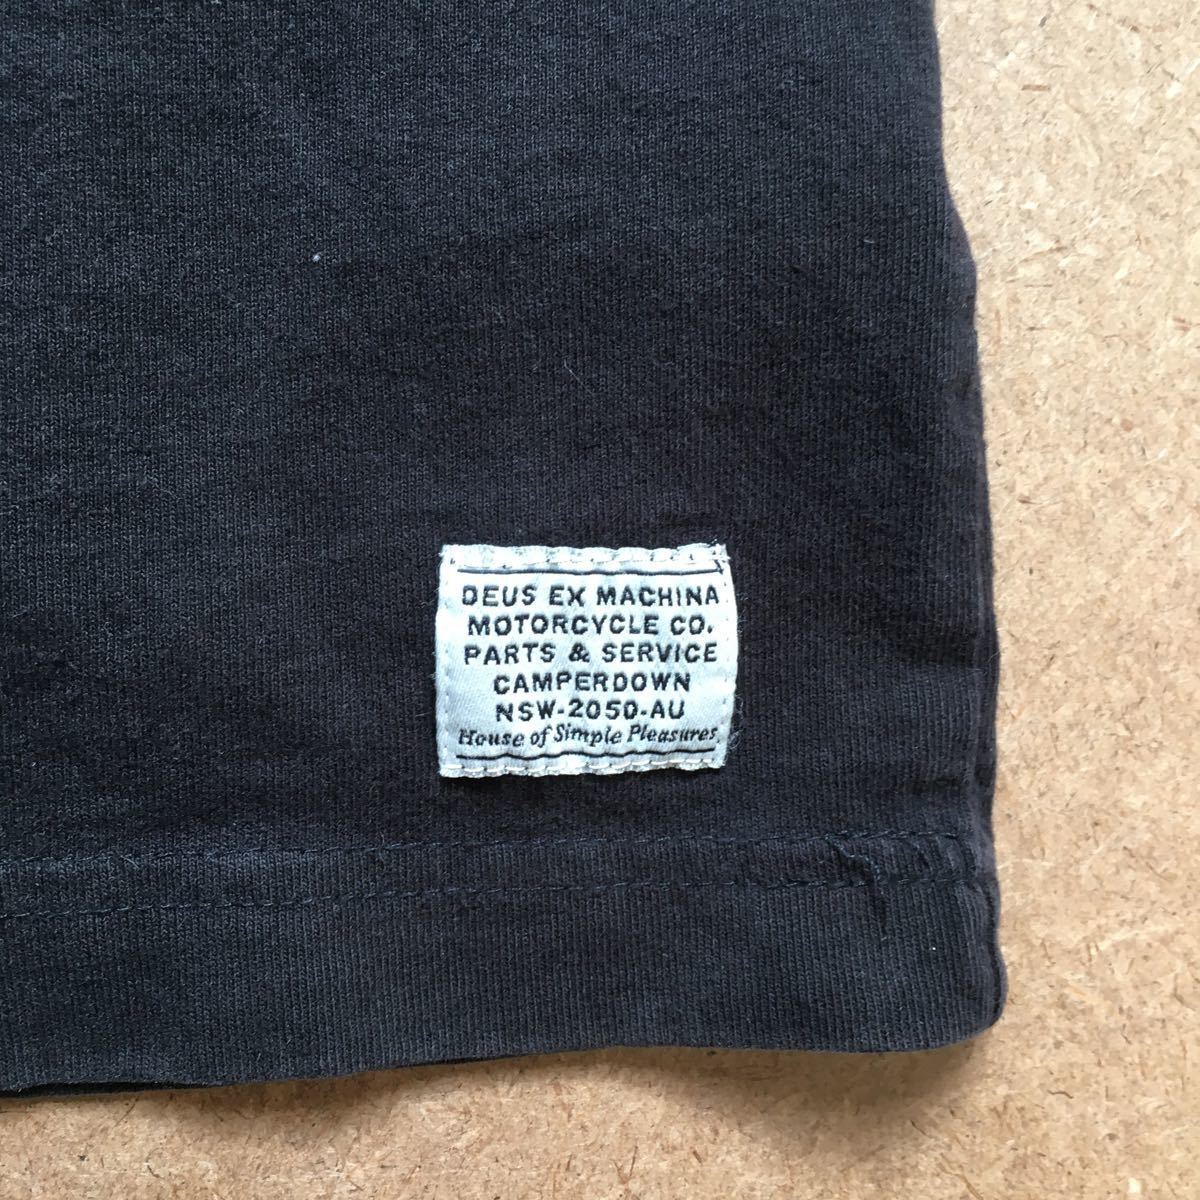 DEUS EX MACHINA
MOTORCYCLE CO.
PARTS & SERVICE
CAMPERDOWN
NSW-2050-AU
House of Simple Pleasures